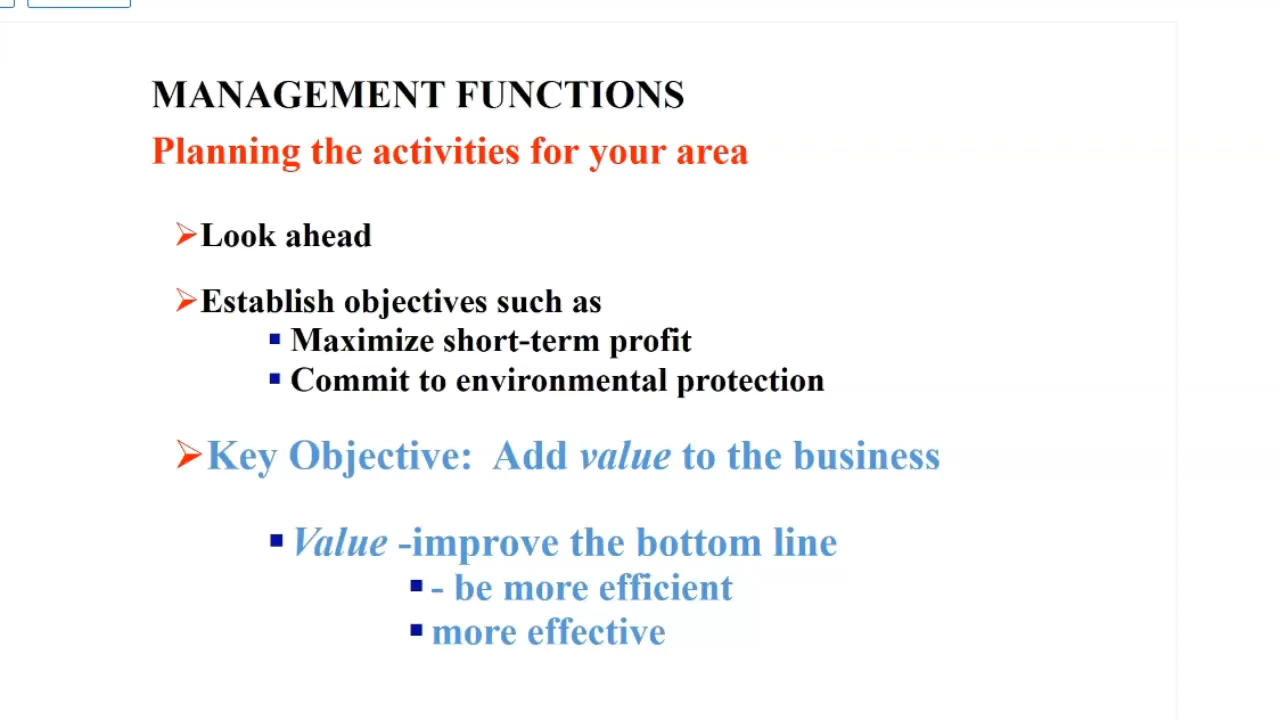 MANAGEMENT FUNCTIONS
Planning the activities for your area
Look ahead
Establish objectives such as
Maximize short-term profit
Commit to environmental protection
Key Objective: Add value to the business
Value -improve the bottom line
- be more efficient
more effective